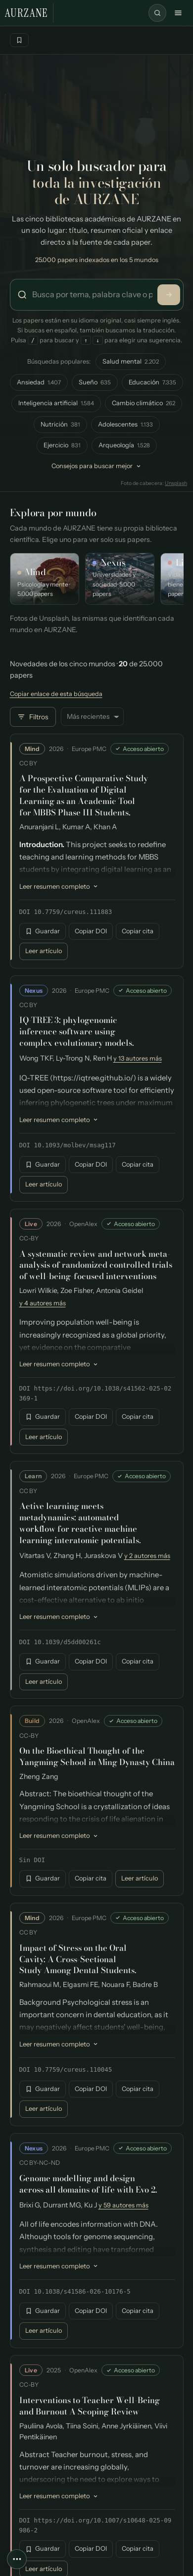 AURZANE
Un solo buscador para
toda la investigación
de AURZANE
Las cinco bibliotecas académicas de AURZANE en
un solo lugar: título, resumen oficial y enlace
directo a la fuente de cada paper.
25.000 papers indexados en los 5 mundos
Busca por tema, palabra clave o p
Los papers están en su idioma original, casi siempre inglés.
Si buscas en español, también buscamos la traducción.
Pulsa / para buscar y ↑ ↓ para elegir una sugerencia.
Búsquedas populares:
Salud mental 2.202
Ansiedad 1.407
Sueño 635
Educación 7.335
Inteligencia artificial 1.584
Cambio climático 262
Nutrición 381
Adolescentes 1.133
Ejercicio 831
Arqueología 1.528
Consejos para buscar mejor
Foto de cabecera: Unsplash
Explora por mundo
Cada mundo de AURZANE tiene su propia biblioteca
científica. Elige uno para ver solo sus papers.
Mind
Psicología y mente ·
5.000 papers
Nexus
Universidades y
sociedad · 5.000
papers
Fotos de Unsplash, las mismas que identifican cada
mundo en AURZANE.
Novedades de los cinco mundos · 20 de 25.000
papers
Copiar enlace de esta búsqueda
Filtros
Más recientes
Mind 2026 Europe PMC ✓ Acceso abierto
CC BY
A Prospective Comparative Study
for the Evaluation of Digital
Learning as an Academic Tool
for MBBS Phase III Students.
Anuranjani L, Kumar A, Khan A
Introduction. This project seeks to redefine
teaching and learning methods for MBBS
students by integrating digital learning as an
Leer resumen completo
DOI 10.7759/cureus.111083
Guardar
Copiar DOI
Copiar cita
Leer artículo
Nexus 2026 Europe PMC ✓ Acceso abierto
CC BY
IQ-TREE 3: phylogenomic
inference software using
complex evolutionary models.
Wong TKF, Ly-Trong N, Ren H y 13 autores más
IQ-TREE (https://iqtree.github.io/) is a widely
used open-source software tool for efficiently
inferring phylogenetic trees under maximum
Leer resumen completo
DOI 10.1093/molbev/msag117
Guardar
Copiar DOI
Copiar cita
Leer artículo
Live 2026 OpenAlex ✓ Acceso abierto
CC-BY
A systematic review and network meta-
analysis of randomized controlled trials
of well-being-focused interventions
Lowri Wilkie, Zoe Fisher, Antonia Geidel
y 4 autores más
Improving population well-being is
increasingly recognized as a global priority,
yet evidence on the comparative
Leer resumen completo
DOI https://doi.org/10.1038/s41562-025-02
369-1
Guardar
Copiar DOI
Copiar cita
Leer artículo
Learn 2026 Europe PMC ✓ Acceso abierto
CC BY
Active learning meets
metadynamics: automated
workflow for reactive machine
learning interatomic potentials.
Vitartas V, Zhang H, Juraskova V y 2 autores más
Atomistic simulations driven by machine-
learned interatomic potentials (MLIPs) are a
cost-effective alternative to ab initio
Leer resumen completo
DOI 10.1039/d5dd00261c
Guardar
Copiar DOI
Copiar cita
Leer artículo
Build 2026 OpenAlex ✓ Acceso abierto
CC-BY
On the Bioethical Thought of the
Yangming School in Ming Dynasty China
Zheng Zang
Abstract: The bioethical thought of the
Yangming School is a crystallization of ideas
responding to the crisis of life alienation in
Leer resumen completo
Sin DOI
Guardar
Copiar cita
Leer artículo
Mind 2026 Europe PMC ✓ Acceso abierto
CC BY
Impact of Stress on the Oral
Cavity: A Cross-Sectional
Study Among Dental Students.
Rahmaoui M, Elgasmi FE, Nouara F, Badre B
Background Psychological stress is an
important concern in dental education, as it
may negatively affect students' well-being,
Leer resumen completo
DOI 10.7759/cureus.110045
Guardar
Copiar DOI
Copiar cita
Leer artículo
Nexus 2026 Europe PMC ✓ Acceso abierto
CC BY-NC-ND
Genome modelling and design
across all domains of life with Evo 2.
Brixi G, Durrant MG, Ku J y 59 autores más
All of life encodes information with DNA.
Although tools for genome sequencing,
synthesis and editing have transformed
Leer resumen completo
DOI 10.1038/s41586-026-10176-5
Guardar
Copiar DOI
Copiar cita
Leer artículo
Live 2025 OpenAlex ✓ Acceso abierto
CC-BY
Interventions to Teacher Well-Being
and Burnout A Scoping Review
Pauliina Avola, Tiina Soini, Anne Jyrkiäinen, Viivi
Pentikäinen
Abstract Teacher burnout, stress, and
turnover are increasing globally,
underscoring the need to explore ways to
Leer resumen completo
DOI https://doi.org/10.1007/s10648-025-09
986-2
Guardar
Copiar DOI
Copiar cita
Leer artículo